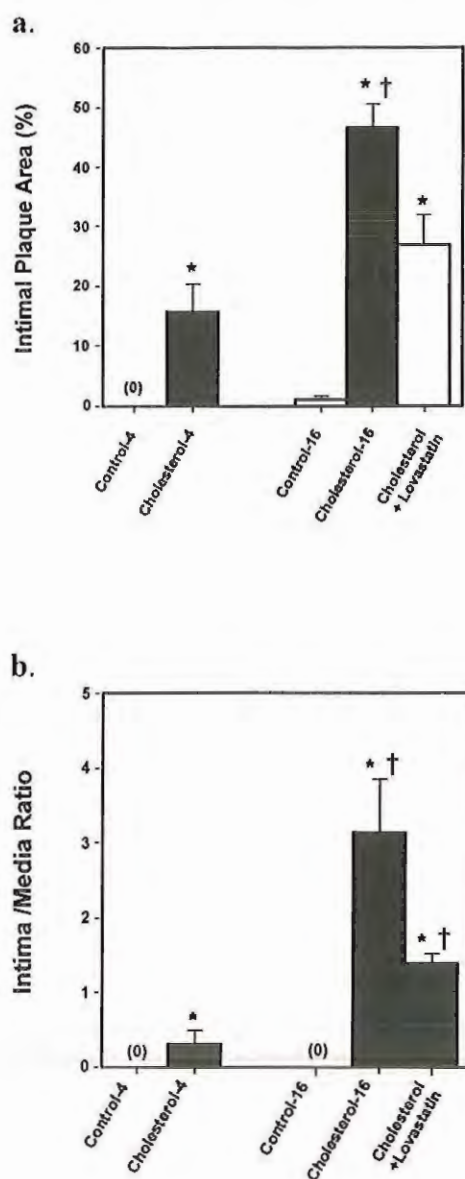 a.
60
50
40
30
20
10
0
Intimal Plaque Area (%)
(0)
*
* †
*
Control-4
Cholesterol-4
Control-16
Cholesterol-16
Cholesterol
+ Lovastatin
b.
5
4
3
2
1
0
Intima /Media Ratio
(0)
*
(0)
* †
* †
Control-4
Cholesterol-4
Control-16
Cholesterol-16
Cholesterol
+Lovastatin